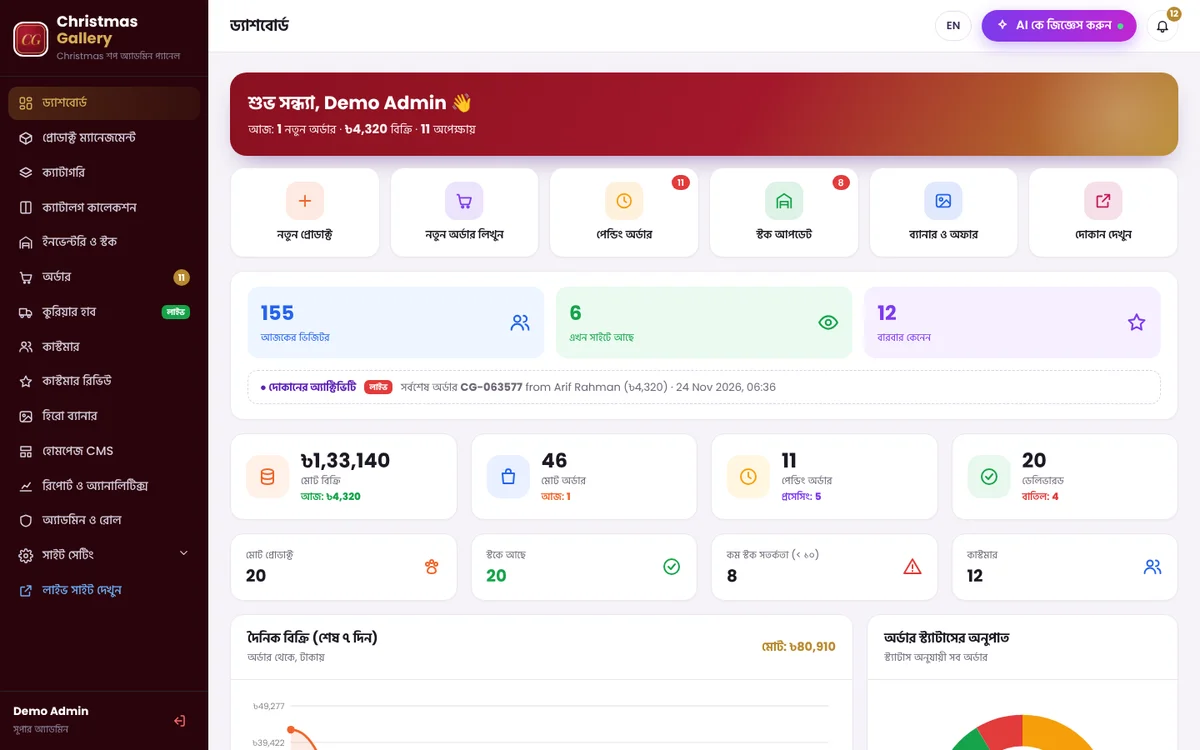 CG
Christmas
Gallery
Christmas শপ অ্যাডমিন প্যানেল
ড্যাশবোর্ড
প্রোডাক্ট ম্যানেজমেন্ট
ক্যাটাগরি
ক্যাটালগ কালেকশন
ইনভেন্টরি ও স্টক
অর্ডার
11
কুরিয়ার হাব
লাইভ
কাস্টমার
কাস্টমার রিভিউ
হিরো ব্যানার
হোমপেজ CMS
রিপোর্ট ও অ্যানালিটিক্স
অ্যাডমিন ও রোল
সাইট সেটিং
লাইভ সাইট দেখুন
Demo Admin
সুপার অ্যাডমিন
ড্যাশবোর্ড
EN
AI কে জিজ্ঞেস করুন
12
শুভ সন্ধ্যা, Demo Admin 👋
আজ: 1 নতুন অর্ডার · ৳4,320 বিক্রি · 11 অপেক্ষায়
নতুন প্রোডাক্ট
নতুন অর্ডার লিখুন
11
পেন্ডিং অর্ডার
8
স্টক আপডেট
ব্যানার ও অফার
দোকান দেখুন
155
আজকের ভিজিটর
6
এখন সাইটে আছে
12
বারবার কেনেন
• দোকানের অ্যাক্টিভিটি লাইভ সর্বশেষ অর্ডার CG-063577 from Arif Rahman (৳4,320) · 24 Nov 2026, 06:36
৳1,33,140
মোট বিক্রি
আজ: ৳4,320
46
মোট অর্ডার
আজ: 1
11
পেন্ডিং অর্ডার
প্রসেসিং: 5
20
ডেলিভারড
বাতিল: 4
মোট প্রোডাক্ট
20
স্টকে আছে
20
কম স্টক সতর্কতা (< ১০)
8
কাস্টমার
12
দৈনিক বিক্রি (শেষ ৭ দিন)
অর্ডার থেকে, টাকায়
মোট: ৳80,910
৳49,277
৳39,422
অর্ডার স্ট্যাটাসের অনুপাত
স্ট্যাটাস অনুযায়ী সব অর্ডার